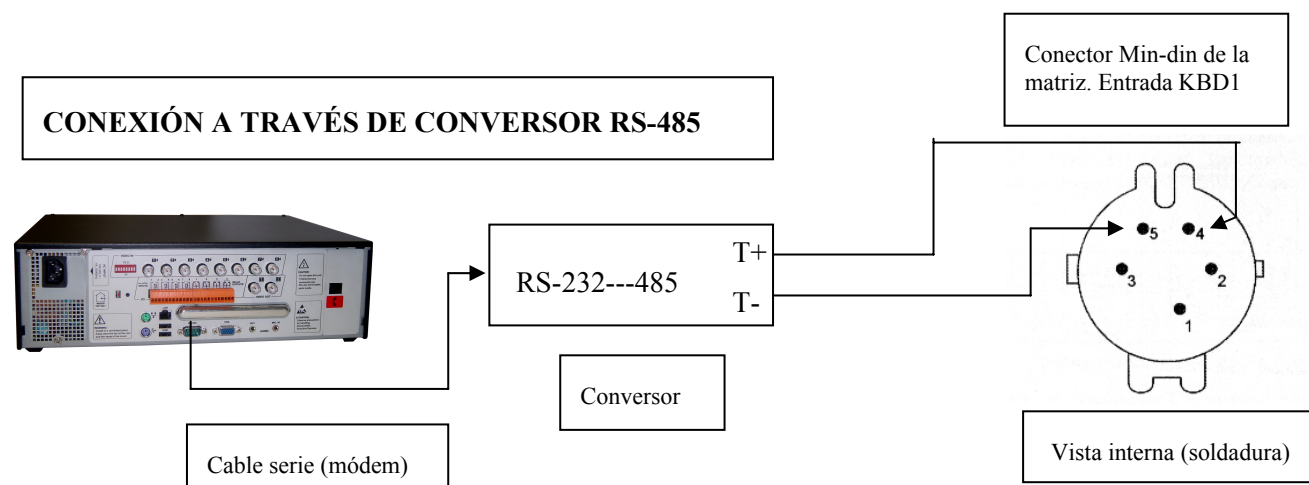 Conector Min-din de la
matriz. Entrada KBD1
CONEXIÓN A TRAVÉS DE CONVERSOR RS-485
RS-232---485
T+
T-
5
4
3
2
1
Conversor
Cable serie (módem)
Vista interna (soldadura)